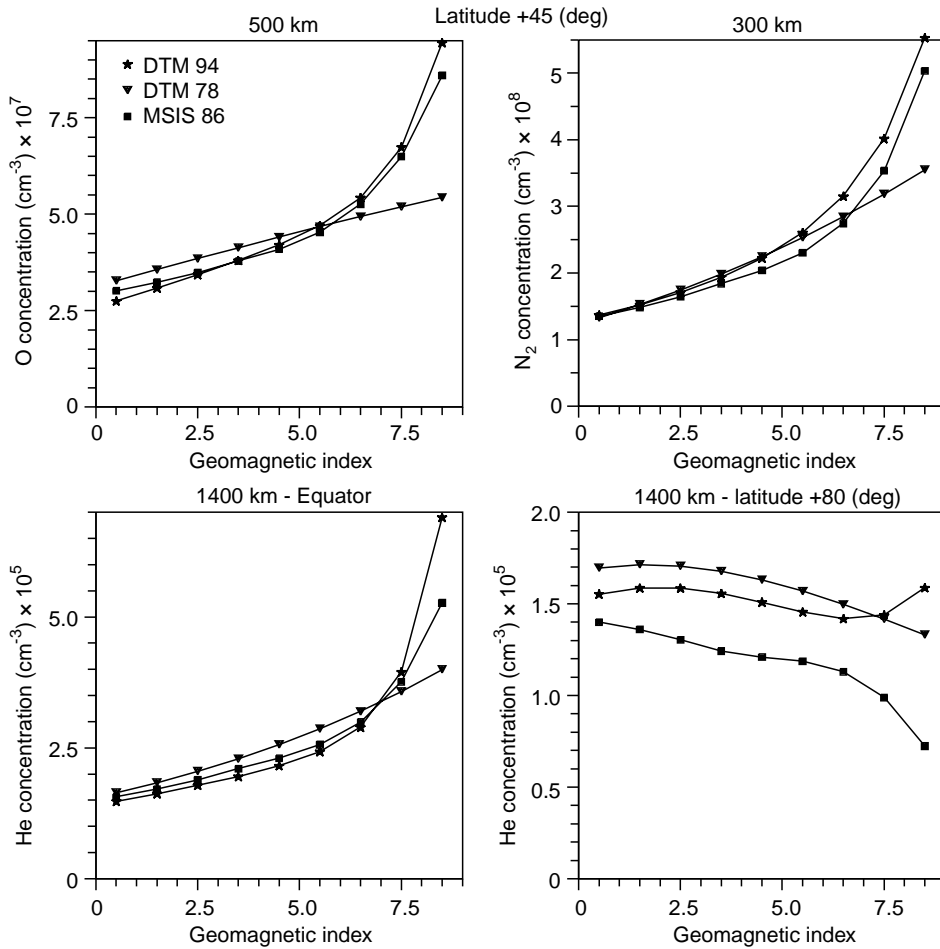 Latitude +45 (deg)
500 km
DTM 94
DTM 78
MSIS 86
O concentration (cm⁻³) × 10⁷
7.5
5.0
2.5
0
0 2.5 5.0 7.5
Geomagnetic index
300 km
N₂ concentration (cm⁻³) × 10⁸
5
4
3
2
1
0
0 2.5 5.0 7.5
Geomagnetic index
1400 km - Equator
He concentration (cm⁻³) × 10⁵
5.0
2.5
0
0 2.5 5.0 7.5
Geomagnetic index
1400 km - latitude +80 (deg)
He concentration (cm⁻³) × 10⁵
2.0
1.5
1.0
0.5
0
0 2.5 5.0 7.5
Geomagnetic index